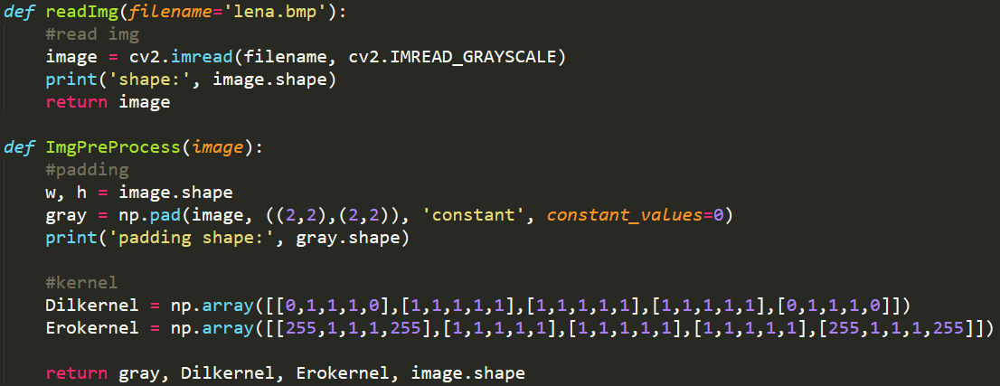 def readImg(filename='lena.bmp'):
    #read img
    image = cv2.imread(filename, cv2.IMREAD_GRAYSCALE)
    print('shape:', image.shape)
    return image

def ImgPreProcess(image):
    #padding
    w, h = image.shape
    gray = np.pad(image, ((2,2),(2,2)), 'constant', constant_values=0)
    print('padding shape:', gray.shape)

    #kernel
    Dilkernel = np.array([[0,1,1,1,0],[1,1,1,1,1],[1,1,1,1,1],[1,1,1,1,1],[0,1,1,1,0]])
    Erokernel = np.array([[255,1,1,1,255],[1,1,1,1,1],[1,1,1,1,1],[1,1,1,1,1],[255,1,1,1,255]])

    return gray, Dilkernel, Erokernel, image.shape